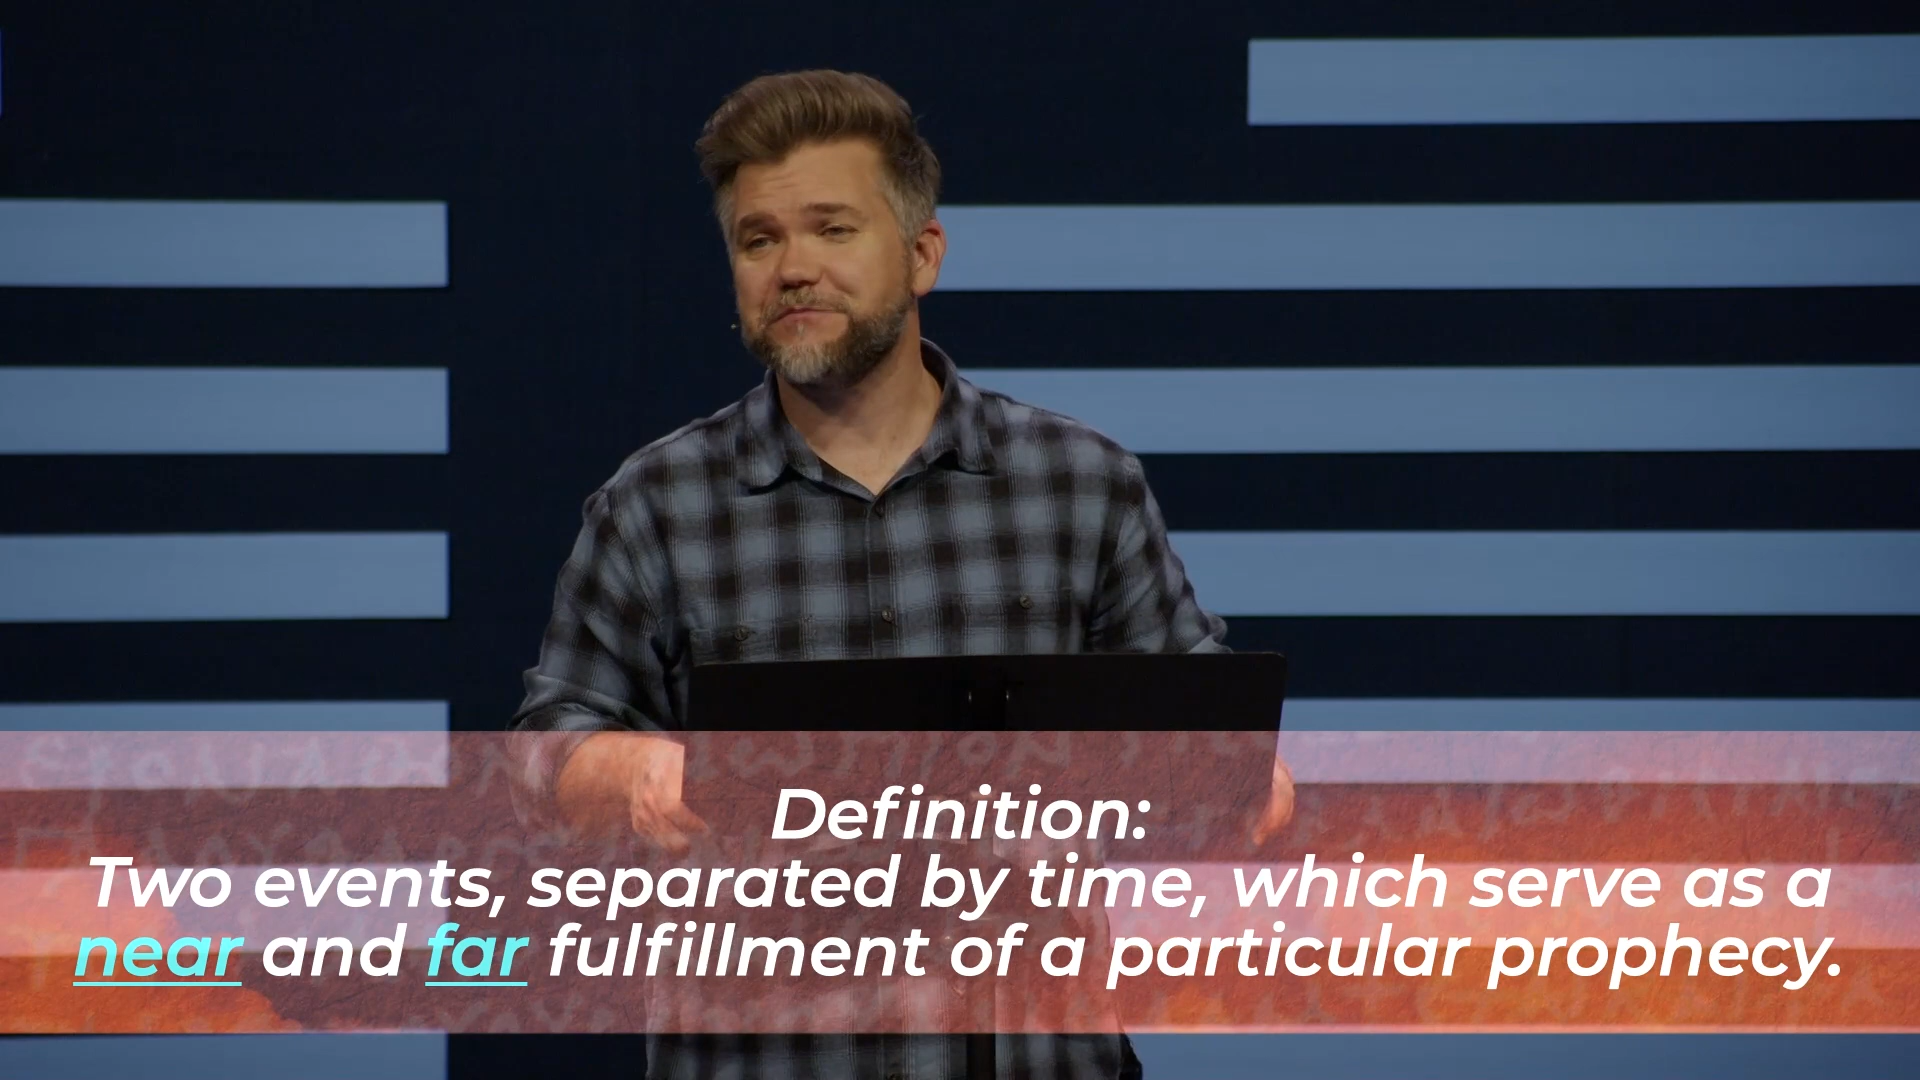 Definition:
Two events, separated by time, which serve as a
near and far fulfillment of a particular prophecy.